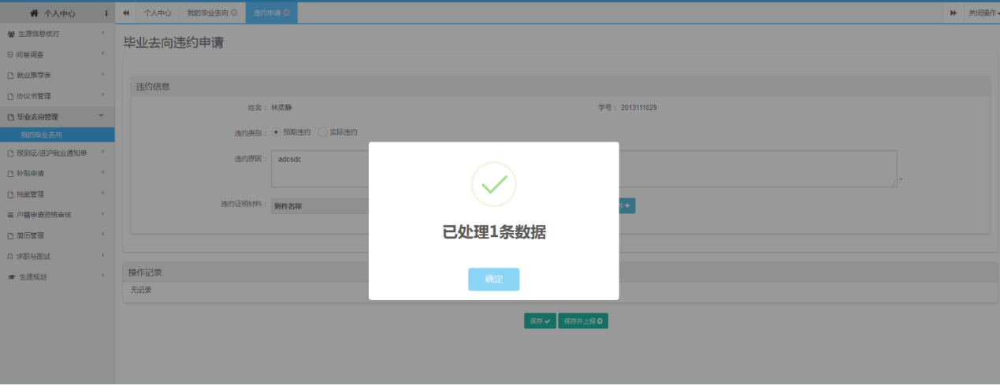 个人中心
个人中心 我的毕业去向 违约申请 关闭操作
生源信息核对
问卷调查
就业推荐表
协议书管理
毕业去向管理
我的毕业去向
报到证/进沪就业通知单
补贴申请
档案管理
户籍申请资格审核
简历管理
求职与面试
生涯规划
毕业去向违约申请
违约信息
姓名： 林奕静 学号： 2013111029
违约类别： 预期违约 实际违约
违约原因： adcsdc
违约证明材料： 附件名称 件
已处理1条数据
确定
操作记录
无记录
保存 保存并上报